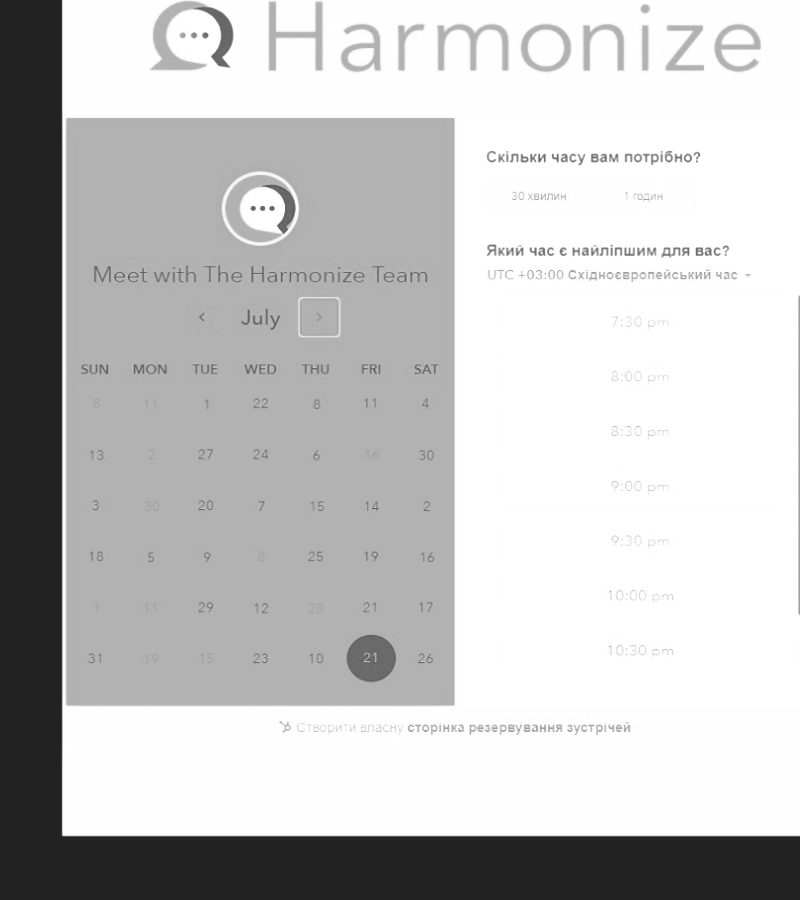 Harmonize
Meet with The Harmonize Team
July
SUN MON TUE WED THU FRI SAT
8 11 1 22 8 11 4
13 2 27 24 6 16 30
3 30 20 7 15 14 2
18 5 9 8 25 19 16
1 11 29 12 28 21 17
31 19 15 23 10 21 26
Скільки часу вам потрібно?
30 хвилин 1 годин
Який час є найліпшим для вас?
UTC +03:00 Східноєвропейський час
7:30 pm
8:00 pm
8:30 pm
9:00 pm
9:30 pm
10:00 pm
10:30 pm
Створити власну сторінка резервування зустрічей